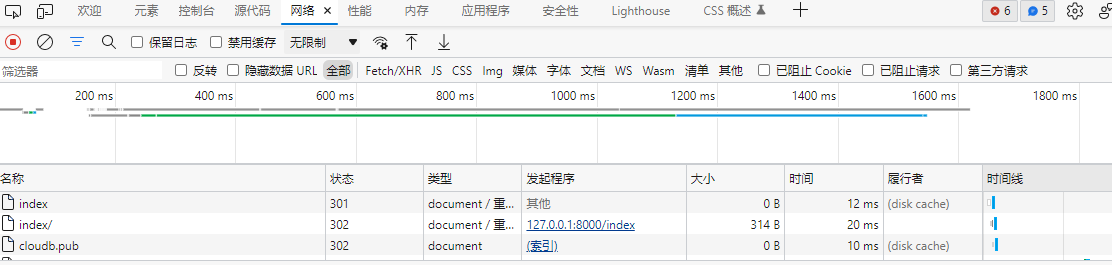 欢迎 元素 控制台 源代码 网络 性能 内存 应用程序 安全性 Lighthouse CSS 概述 6 5
保留日志 禁用缓存 无限制
筛选器 反转 隐藏数据 URL 全部 Fetch/XHR JS CSS Img 媒体 字体 文档 WS Wasm 清单 其他 已阻止 Cookie 已阻止请求 第三方请求
200 ms 400 ms 600 ms 800 ms 1000 ms 1200 ms 1400 ms 1600 ms 1800 ms
名称 状态 类型 发起程序 大小 时间 履行者 时间线
index 301 document / 重... 其他 0 B 12 ms (disk cache)
index/ 302 document / 重... 127.0.0.1:8000/index 314 B 20 ms
cloudb.pub 302 document (索引) 0 B 10 ms (disk cache)